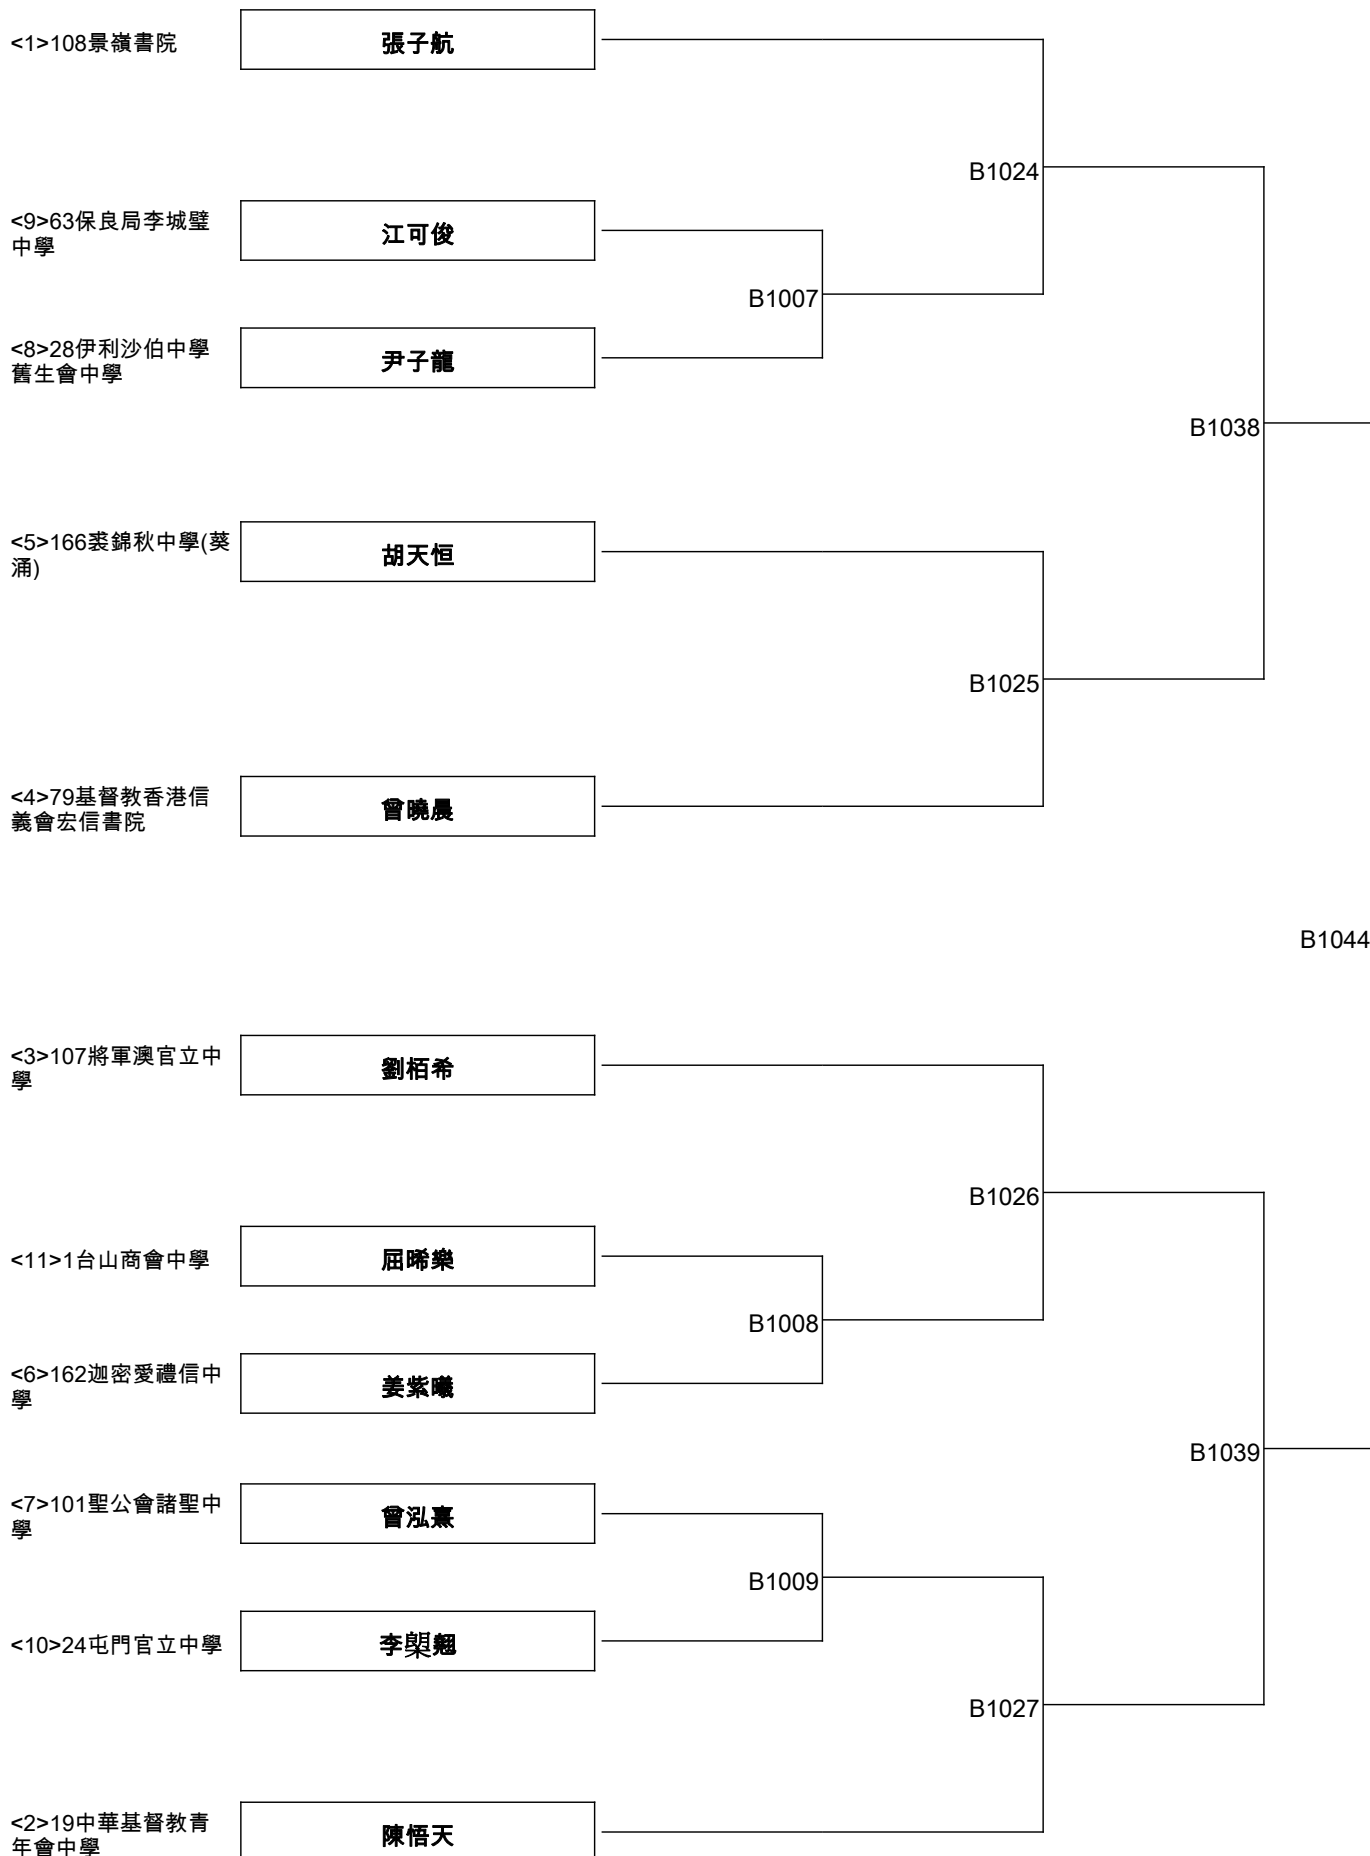 <1>108景嶺書院
張子航
B1024
<9>63保良局李城璧
中學
江可俊
B1007
<8>28伊利沙伯中學
舊生會中學
尹子龍
B1038
<5>166裘錦秋中學(葵
涌)
胡天恒
B1025
<4>79基督教香港信
義會宏信書院
曾曉晨
B1044
<3>107將軍澳官立中
學
劉栢希
B1026
<11>1台山商會中學
屈晞樂
B1008
<6>162迦密愛禮信中
學
姜紫曦
B1039
<7>101聖公會諸聖中
學
曾泓熹
B1009
<10>24屯門官立中學
李翹
B1027
<2>19中華基督教青
年會中學
陳悟天